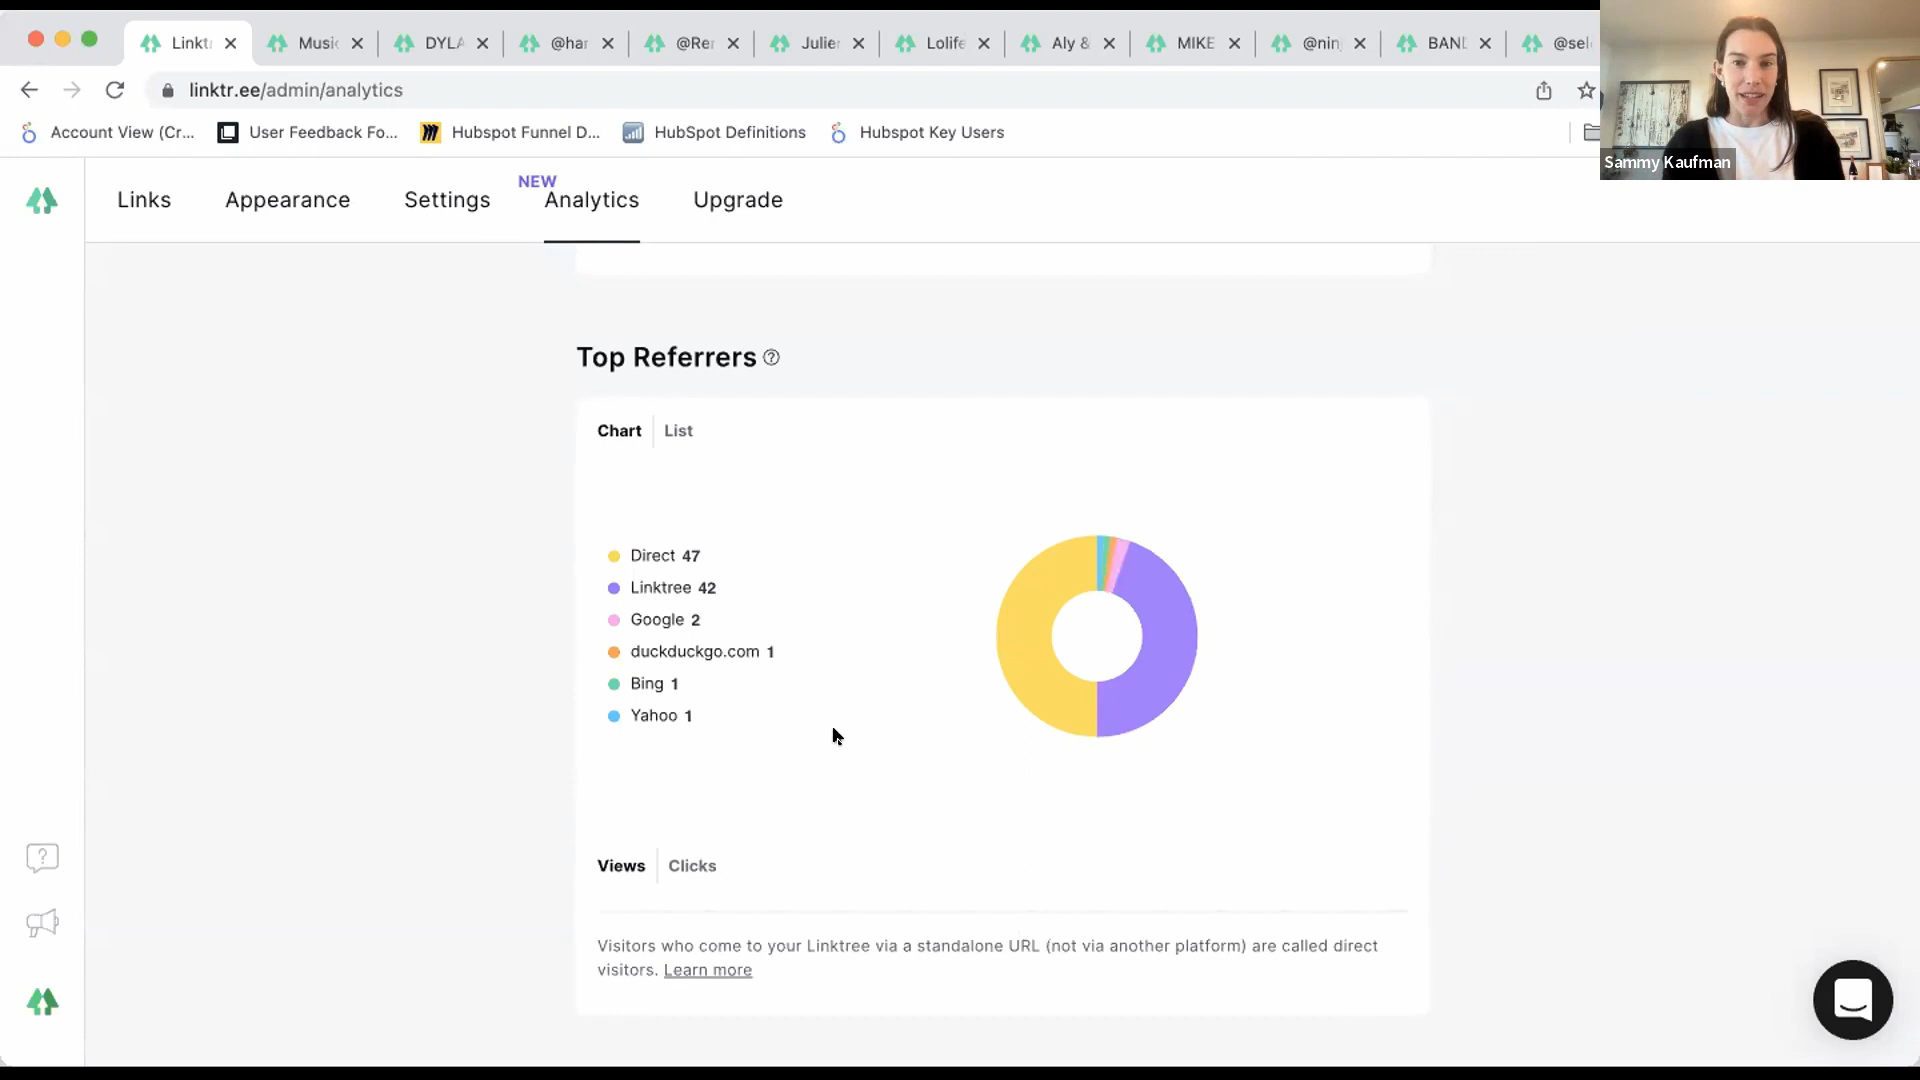 Linktr
Music
DYLA
@har
@Re
Julie
Lolife
Aly &
MIKE
@nin
BAN
@sel
linktr.ee/admin/analytics
Account View (Cr...
User Feedback Fo...
Hubspot Funnel D...
HubSpot Definitions
Hubspot Key Users
Sammy Kaufman
Links
Appearance
Settings
NEW
Analytics
Upgrade
Top Referrers
Chart
List
Direct 47
Linktree 42
Google 2
duckduckgo.com 1
Bing 1
Yahoo 1
Views
Clicks
Visitors who come to your Linktree via a standalone URL (not via another platform) are called direct
visitors. Learn more